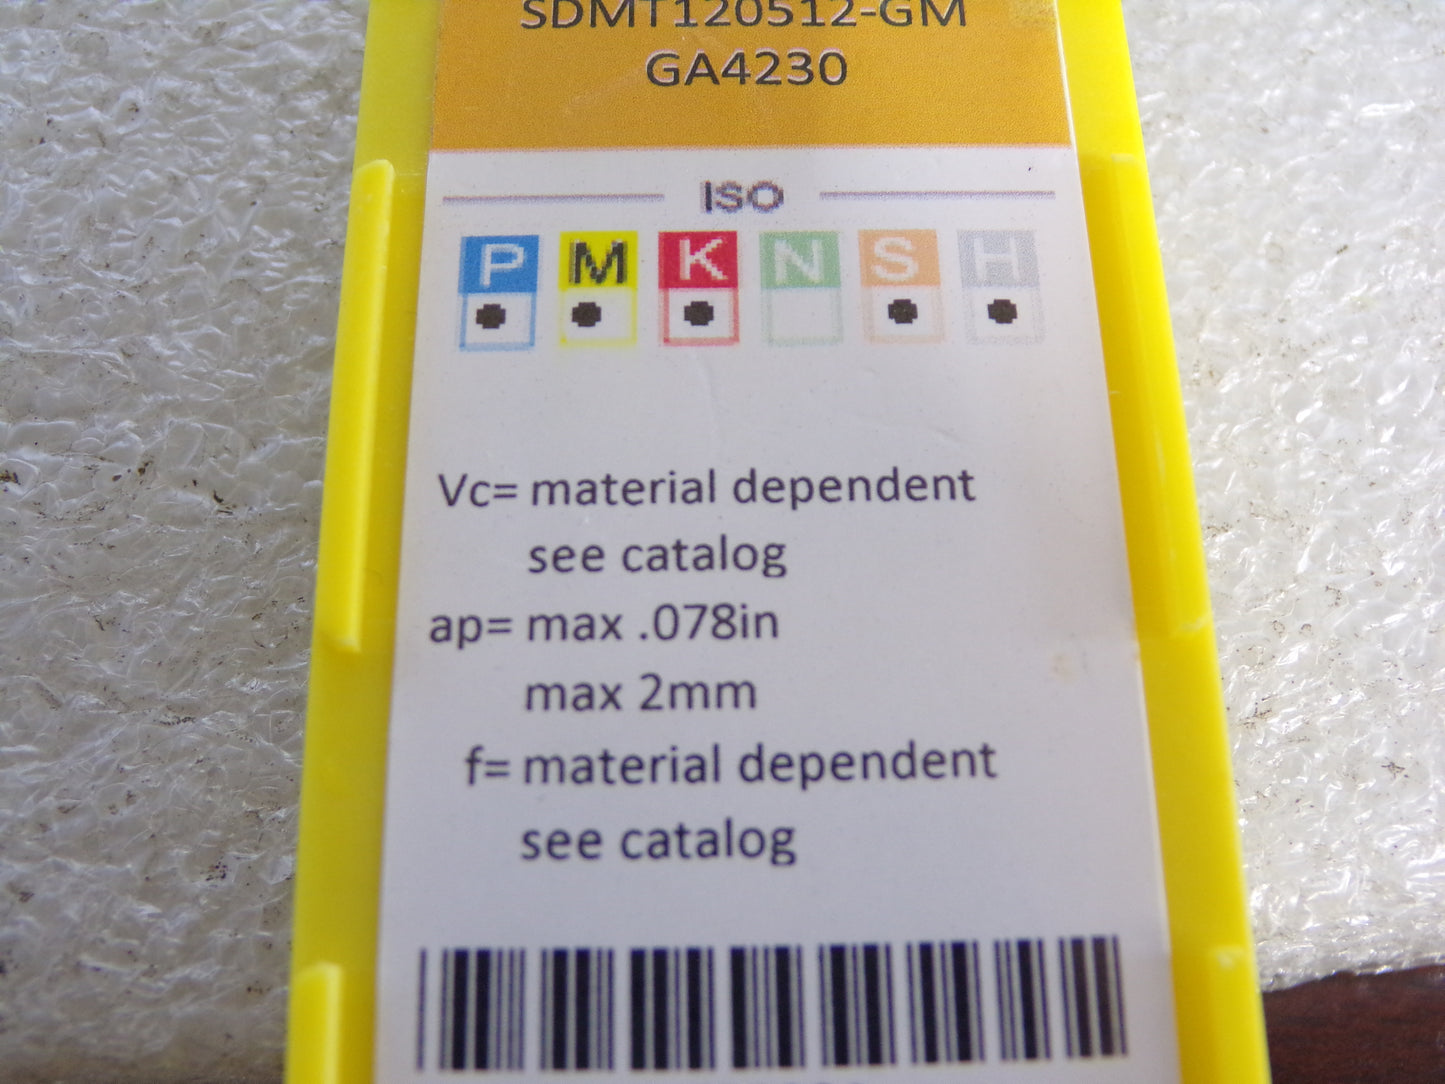 SDMT120512-GM
GA4230
ISO
P M K N S H
Vc= material dependent
see catalog
ap= max .078in
max 2mm
f= material dependent
see catalog